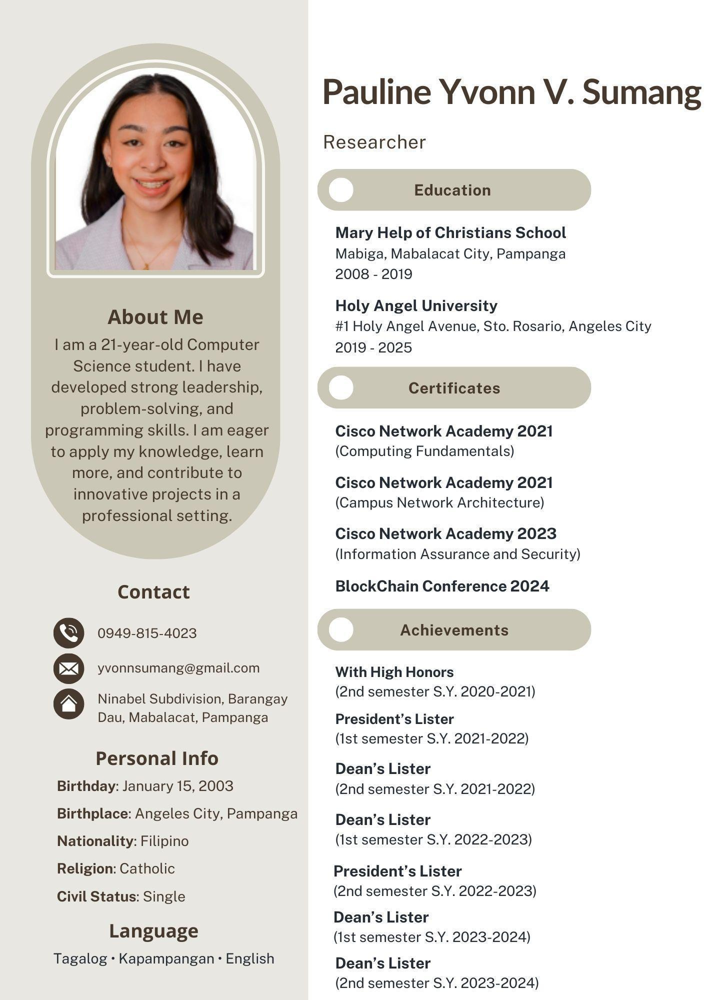 Pauline Yvonn V. Sumang
Researcher
About Me
I am a 21-year-old Computer
Science student. I have
developed strong leadership,
problem-solving, and
programming skills. I am eager
to apply my knowledge, learn
more, and contribute to
innovative projects in a
professional setting.
Contact
0949-815-4023
yvonnsumang@gmail.com
Ninabel Subdivision, Barangay
Dau, Mabalacat, Pampanga
Personal Info
Birthday: January 15, 2003
Birthplace: Angeles City, Pampanga
Nationality: Filipino
Religion: Catholic
Civil Status: Single
Language
Tagalog • Kapampangan • English
Education
Mary Help of Christians School
Mabiga, Mabalacat City, Pampanga
2008 - 2019
Holy Angel University
#1 Holy Angel Avenue, Sto. Rosario, Angeles City
2019 - 2025
Certificates
Cisco Network Academy 2021
(Computing Fundamentals)
Cisco Network Academy 2021
(Campus Network Architecture)
Cisco Network Academy 2023
(Information Assurance and Security)
BlockChain Conference 2024
Achievements
With High Honors
(2nd semester S.Y. 2020-2021)
President’s Lister
(1st semester S.Y. 2021-2022)
Dean’s Lister
(2nd semester S.Y. 2021-2022)
Dean’s Lister
(1st semester S.Y. 2022-2023)
President’s Lister
(2nd semester S.Y. 2022-2023)
Dean’s Lister
(1st semester S.Y. 2023-2024)
Dean’s Lister
(2nd semester S.Y. 2023-2024)